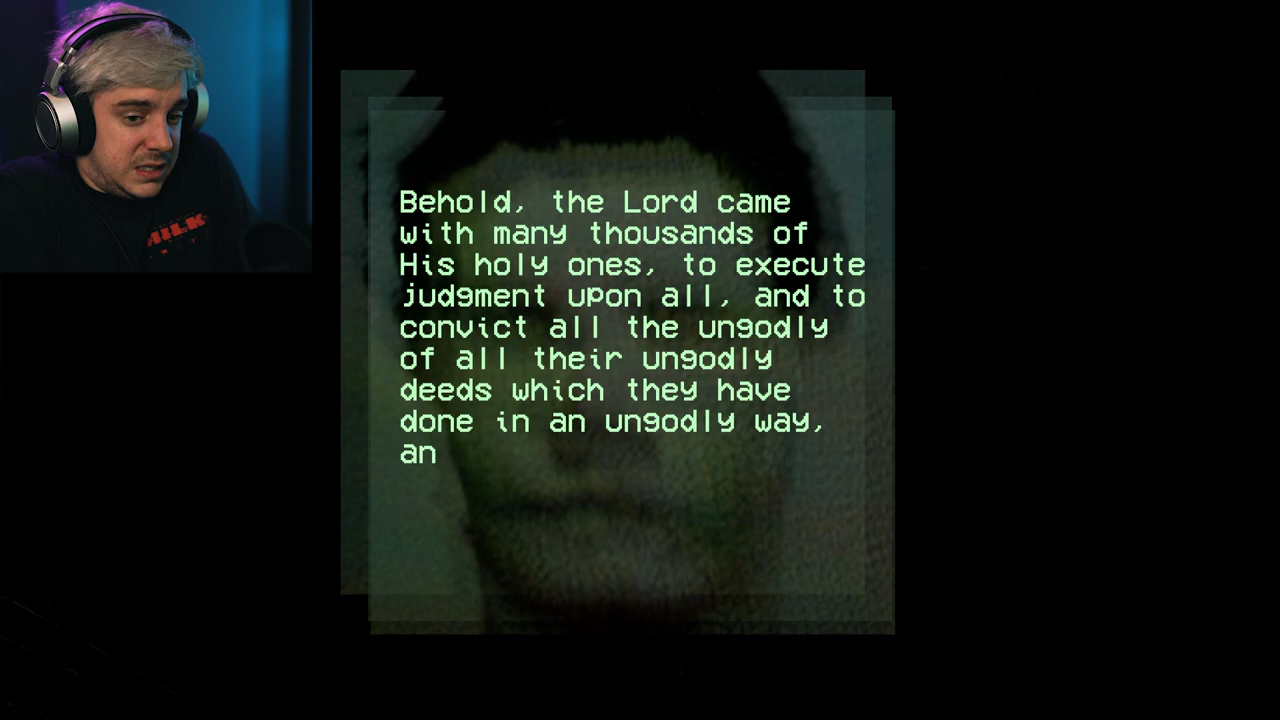 Behold, the Lord came
with many thousands of
His holy ones, to execute
judgment upon all, and to
convict all the ungodly
of all their ungodly
deeds which they have
done in an ungodly way,
an